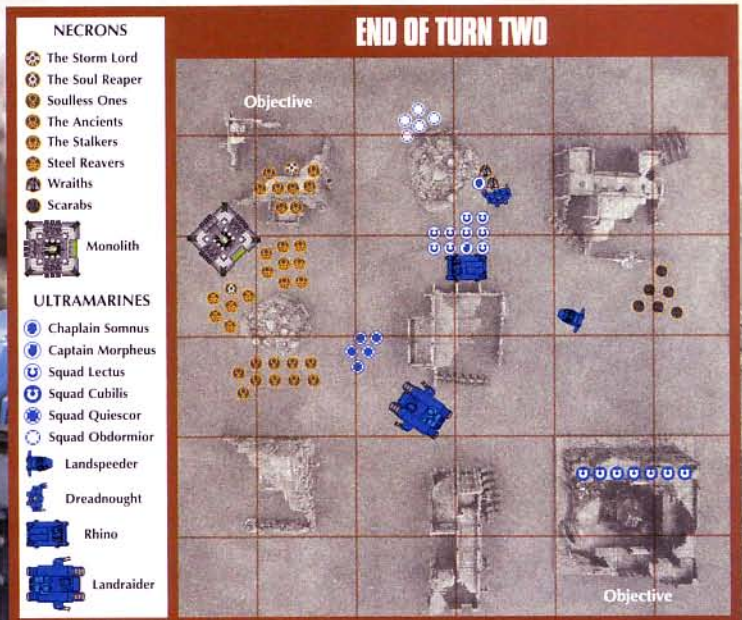 NECRONS
The Storm Lord
The Soul Reaper
Soulless Ones
The Ancients
The Stalkers
Steel Reavers
Wraiths
Scarabs
Monolith
ULTRAMARINES
Chaplain Somnus
Captain Morpheus
Squad Lectus
Squad Cubilis
Squad Quiescor
Squad Obdormior
Landspeeder
Dreadnought
Rhino
Landraider
END OF TURN TWO
Objective
Objective